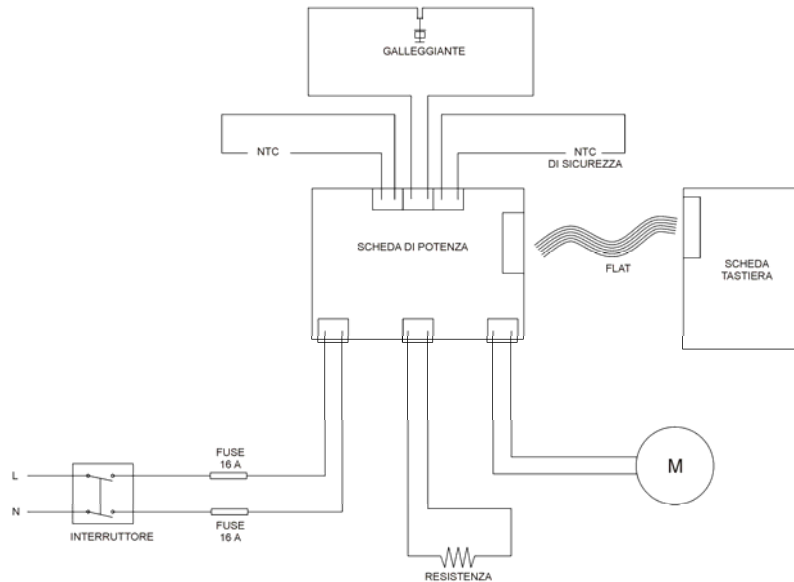 GALLEGGIANTE
NTC
NTC
DI SICUREZZA
SCHEDA DI POTENZA
FLAT
SCHEDA
TASTIERA
FUSE
16 A
L
M
N
INTERRUTTORE
FUSE
16 A
RESISTENZA